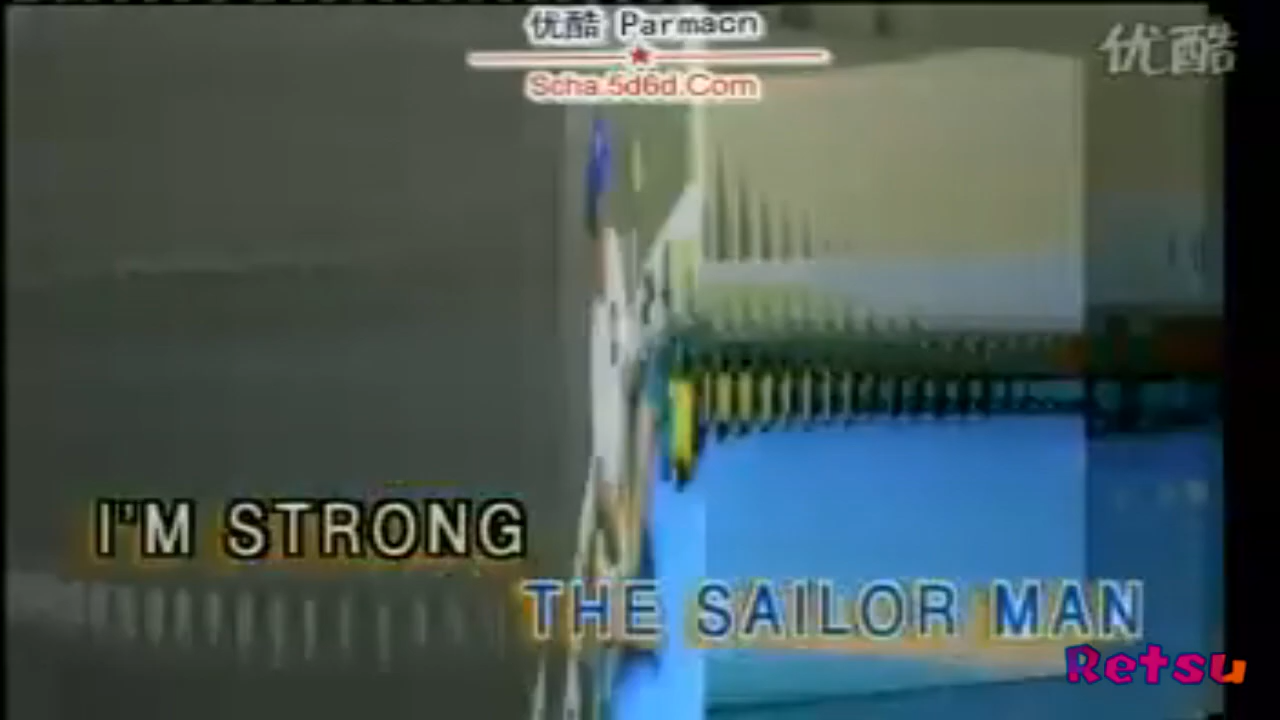 优酷 Parmacn
Scha.5d6d.Com
优酷
I'M STRONG
THE SAILOR MAN
Retsu